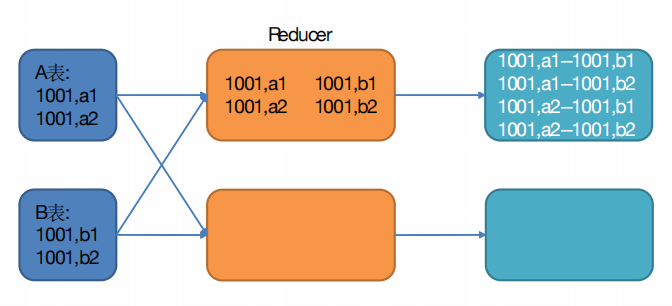 Reducer
A表:
1001,a1
1001,a2
1001,a1 1001,b1
1001,a2 1001,b2
1001,a1--1001,b1
1001,a1--1001,b2
1001,a2--1001,b1
1001,a2--1001,b2
B表:
1001,b1
1001,b2